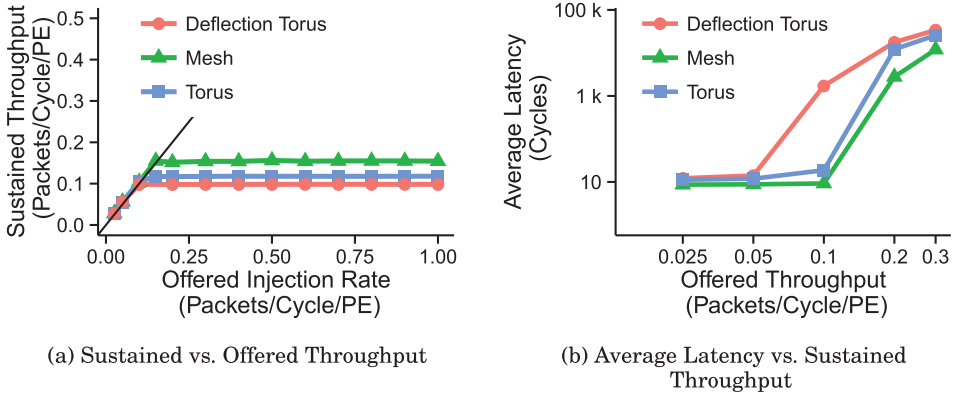 Sustained Throughput
(Packets/Cycle/PE)
0.5
0.4
0.3
0.2
0.1
0.0
Deflection Torus
Mesh
Torus
0.00 0.25 0.50 0.75 1.00
Offered Injection Rate
(Packets/Cycle/PE)
(a) Sustained vs. Offered Throughput
Average Latency
(Cycles)
100 k
1 k
10
Deflection Torus
Mesh
Torus
0.025 0.05 0.1 0.2 0.3
Offered Throughput
(Packets/Cycle/PE)
(b) Average Latency vs. Sustained
Throughput